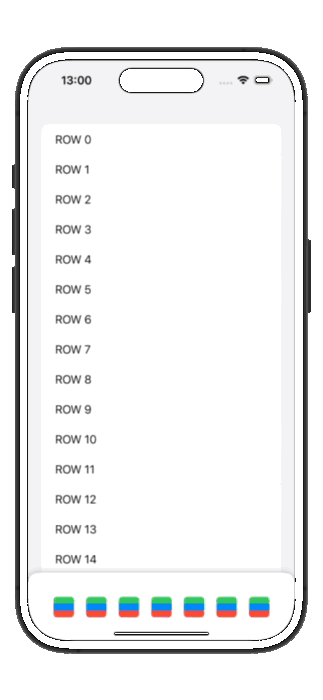 13:00
ROW 0
ROW 1
ROW 2
ROW 3
ROW 4
ROW 5
ROW 6
ROW 7
ROW 8
ROW 9
ROW 10
ROW 11
ROW 12
ROW 13
ROW 14